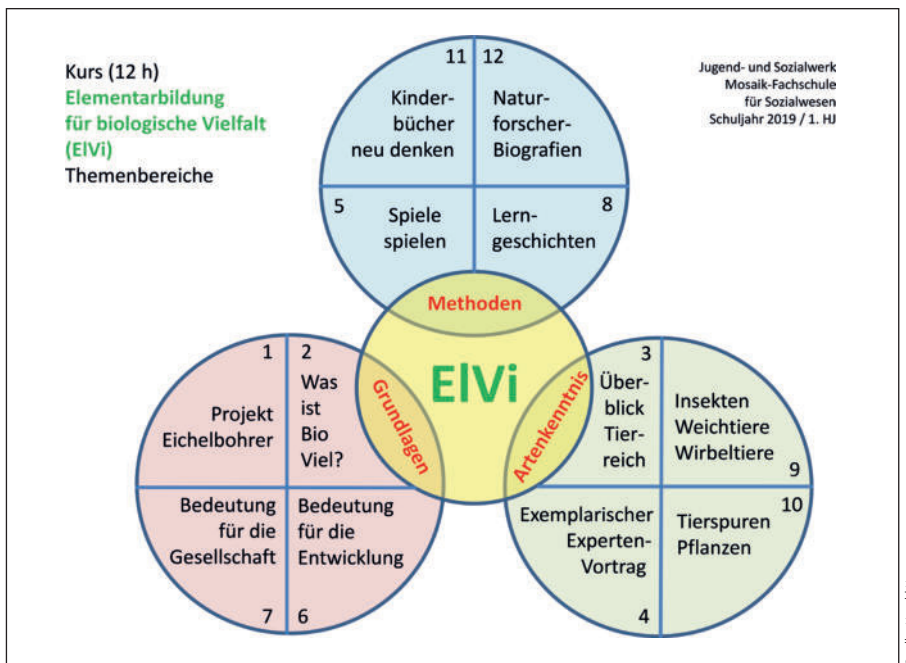 Kurs (12 h)
Elementarbildung
für biologische Vielfalt
(ElVi)
Themenbereiche
Jugend- und Sozialwerk
Mosaik-Fachschule
für Sozialwesen
Schuljahr 2019 / 1. HJ
11
Kinder-
bücher
neu denken
12
Natur-
forscher-
Biografien
5
Spiele
spielen
8
Lern-
geschichten
Methoden
ElVi
Grundlagen
Artenkenntnis
1
Projekt
Eichelbohrer
2
Was
ist
Bio
Viel?
Bedeutung
für die
Gesellschaft
7
Bedeutung
für die
Entwicklung
6
3
Über-
blick
Tier-
reich
Insekten
Weichtiere
Wirbeltiere
9
Exemplarischer
Experten-
Vortrag
4
10
Tierspuren
Pflanzen